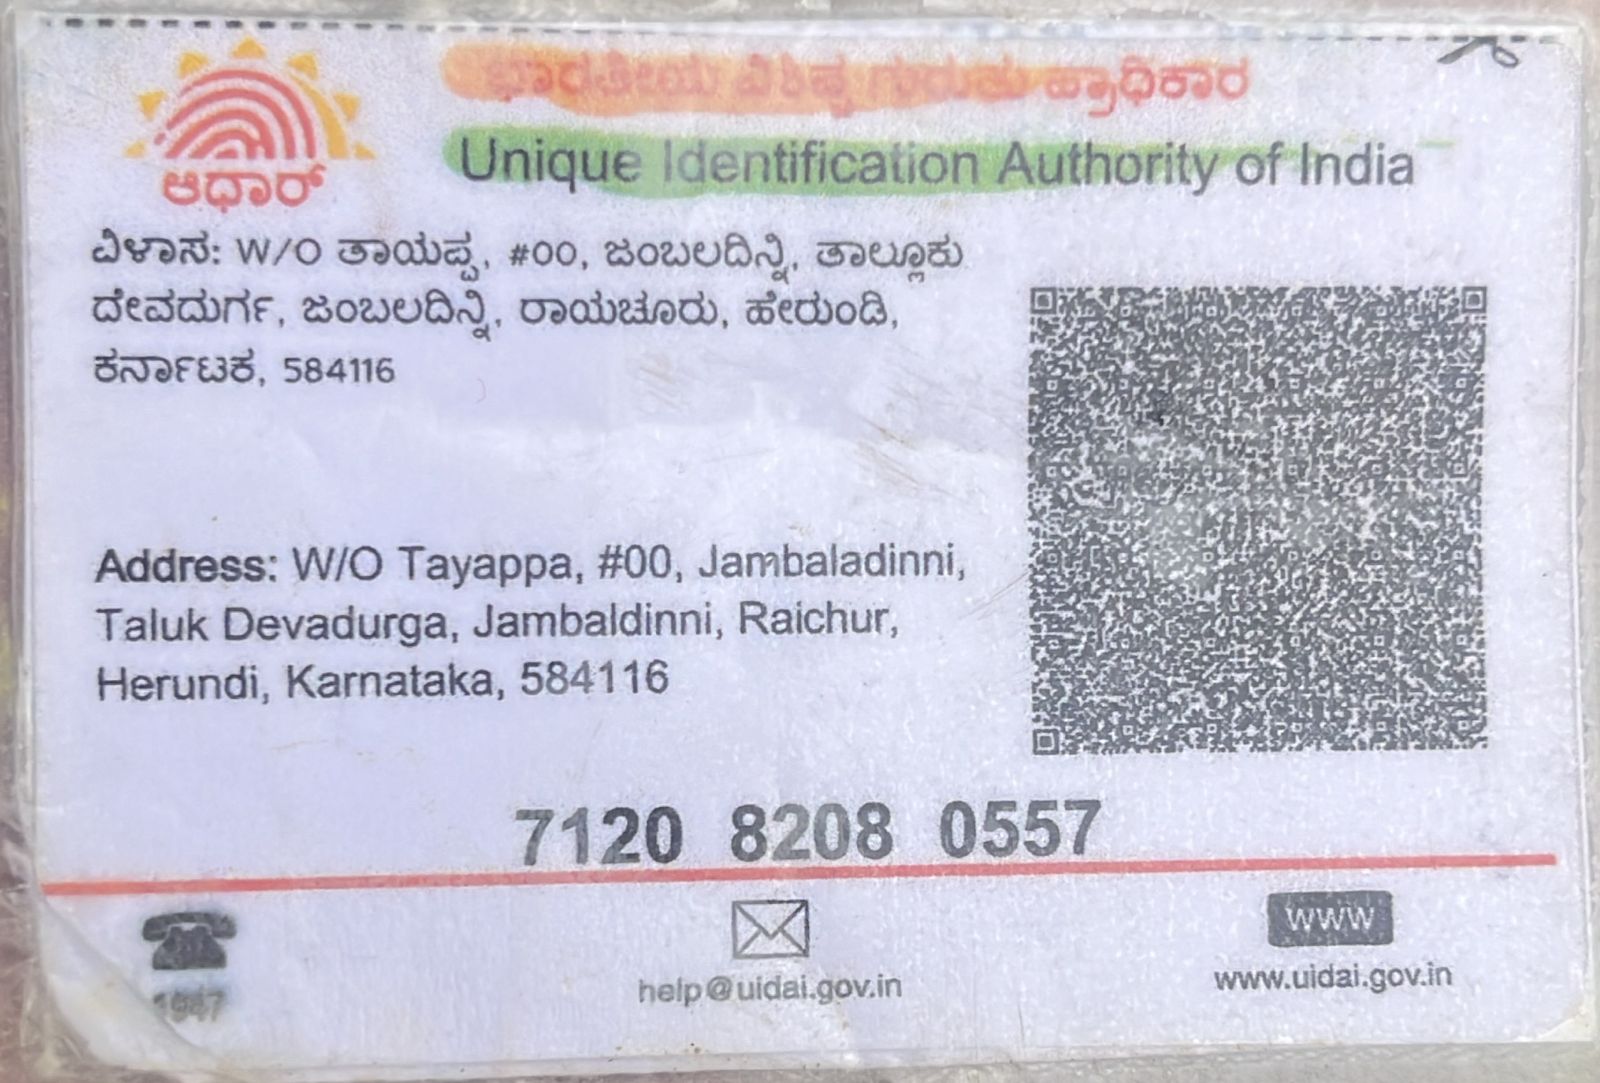 ಭಾರತೀಯ ವಿಶಿಷ್ಟ ಗುರುತು ಪ್ರಾಧಿಕಾರ
Unique Identification Authority of India
ಆಧಾರ್
ವಿಳಾಸ: W/O ತಾಯಪ್ಪ, #00, ಜಂಬಲದಿನ್ನಿ, ತಾಲ್ಲೂಕು
ದೇವದುರ್ಗ, ಜಂಬಲದಿನ್ನಿ, ರಾಯಚೂರು, ಹೇರುಂಡಿ,
ಕರ್ನಾಟಕ, 584116
Address: W/O Tayappa, #00, Jambaladinni,
Taluk Devadurga, Jambaldinni, Raichur,
Herundi, Karnataka, 584116
7120 8208 0557
1947
help@uidai.gov.in
www
www.uidai.gov.in